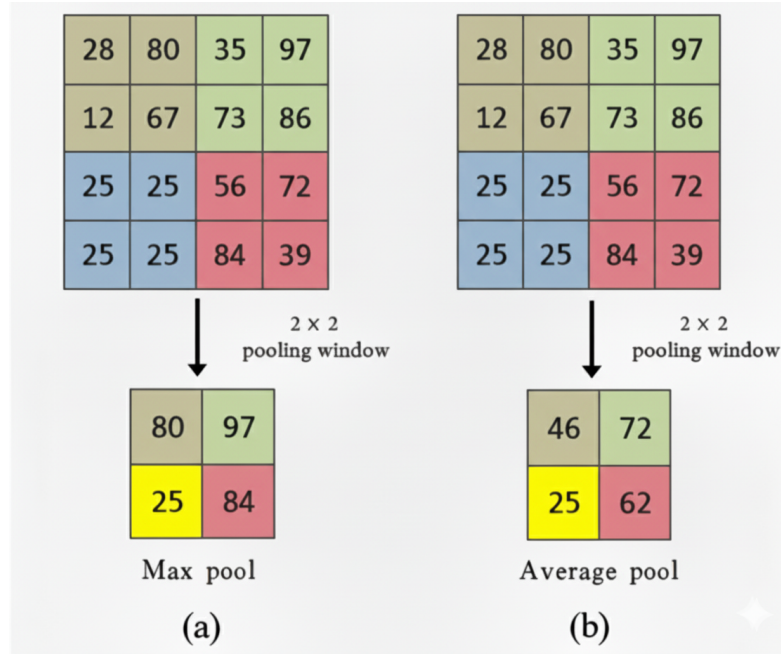 28 80 35 97
12 67 73 86
25 25 56 72
25 25 84 39
2 × 2
pooling window
80 97
25 84
Max pool
(a)
28 80 35 97
12 67 73 86
25 25 56 72
25 25 84 39
2 × 2
pooling window
46 72
25 62
Average pool
(b)